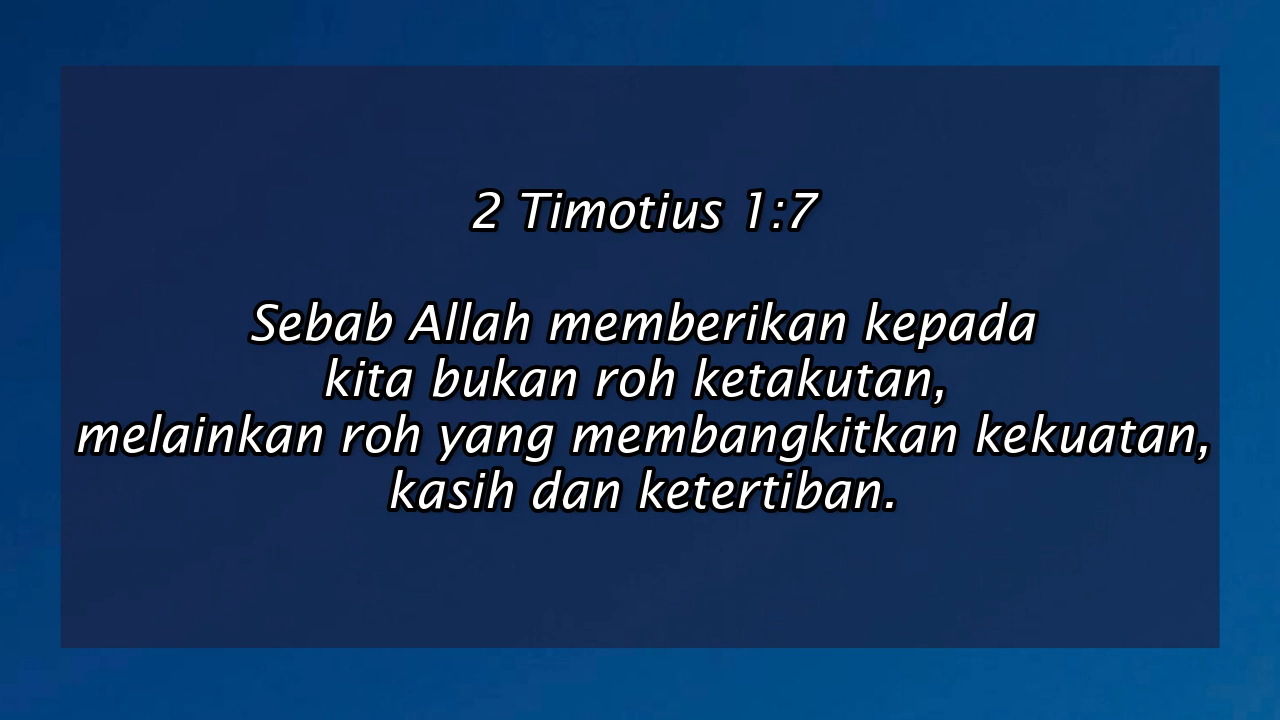 2 Timotius 1:7
Sebab Allah memberikan kepada
kita bukan roh ketakutan,
melainkan roh yang membangkitkan kekuatan,
kasih dan ketertiban.